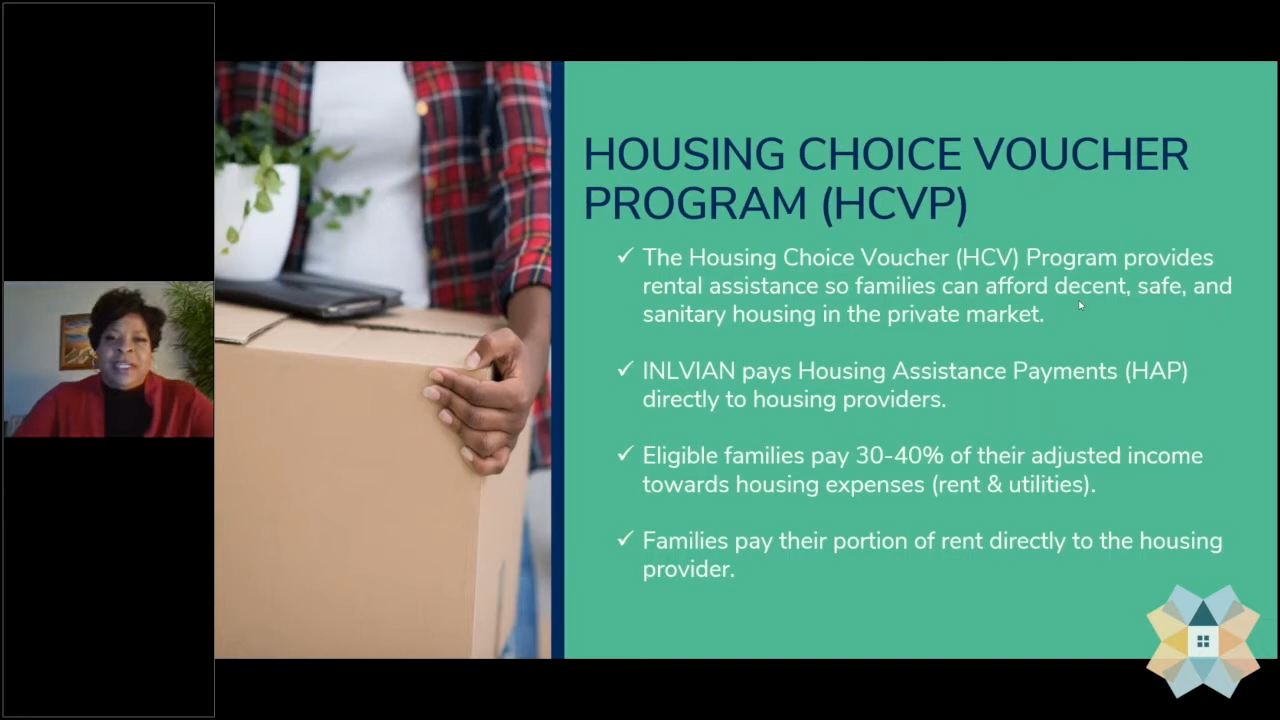 HOUSING CHOICE VOUCHER
PROGRAM (HCVP)
✓ The Housing Choice Voucher (HCV) Program provides
rental assistance so families can afford decent, safe, and
sanitary housing in the private market.
✓ INLVIAN pays Housing Assistance Payments (HAP)
directly to housing providers.
✓ Eligible families pay 30-40% of their adjusted income
towards housing expenses (rent & utilities).
✓ Families pay their portion of rent directly to the housing
provider.